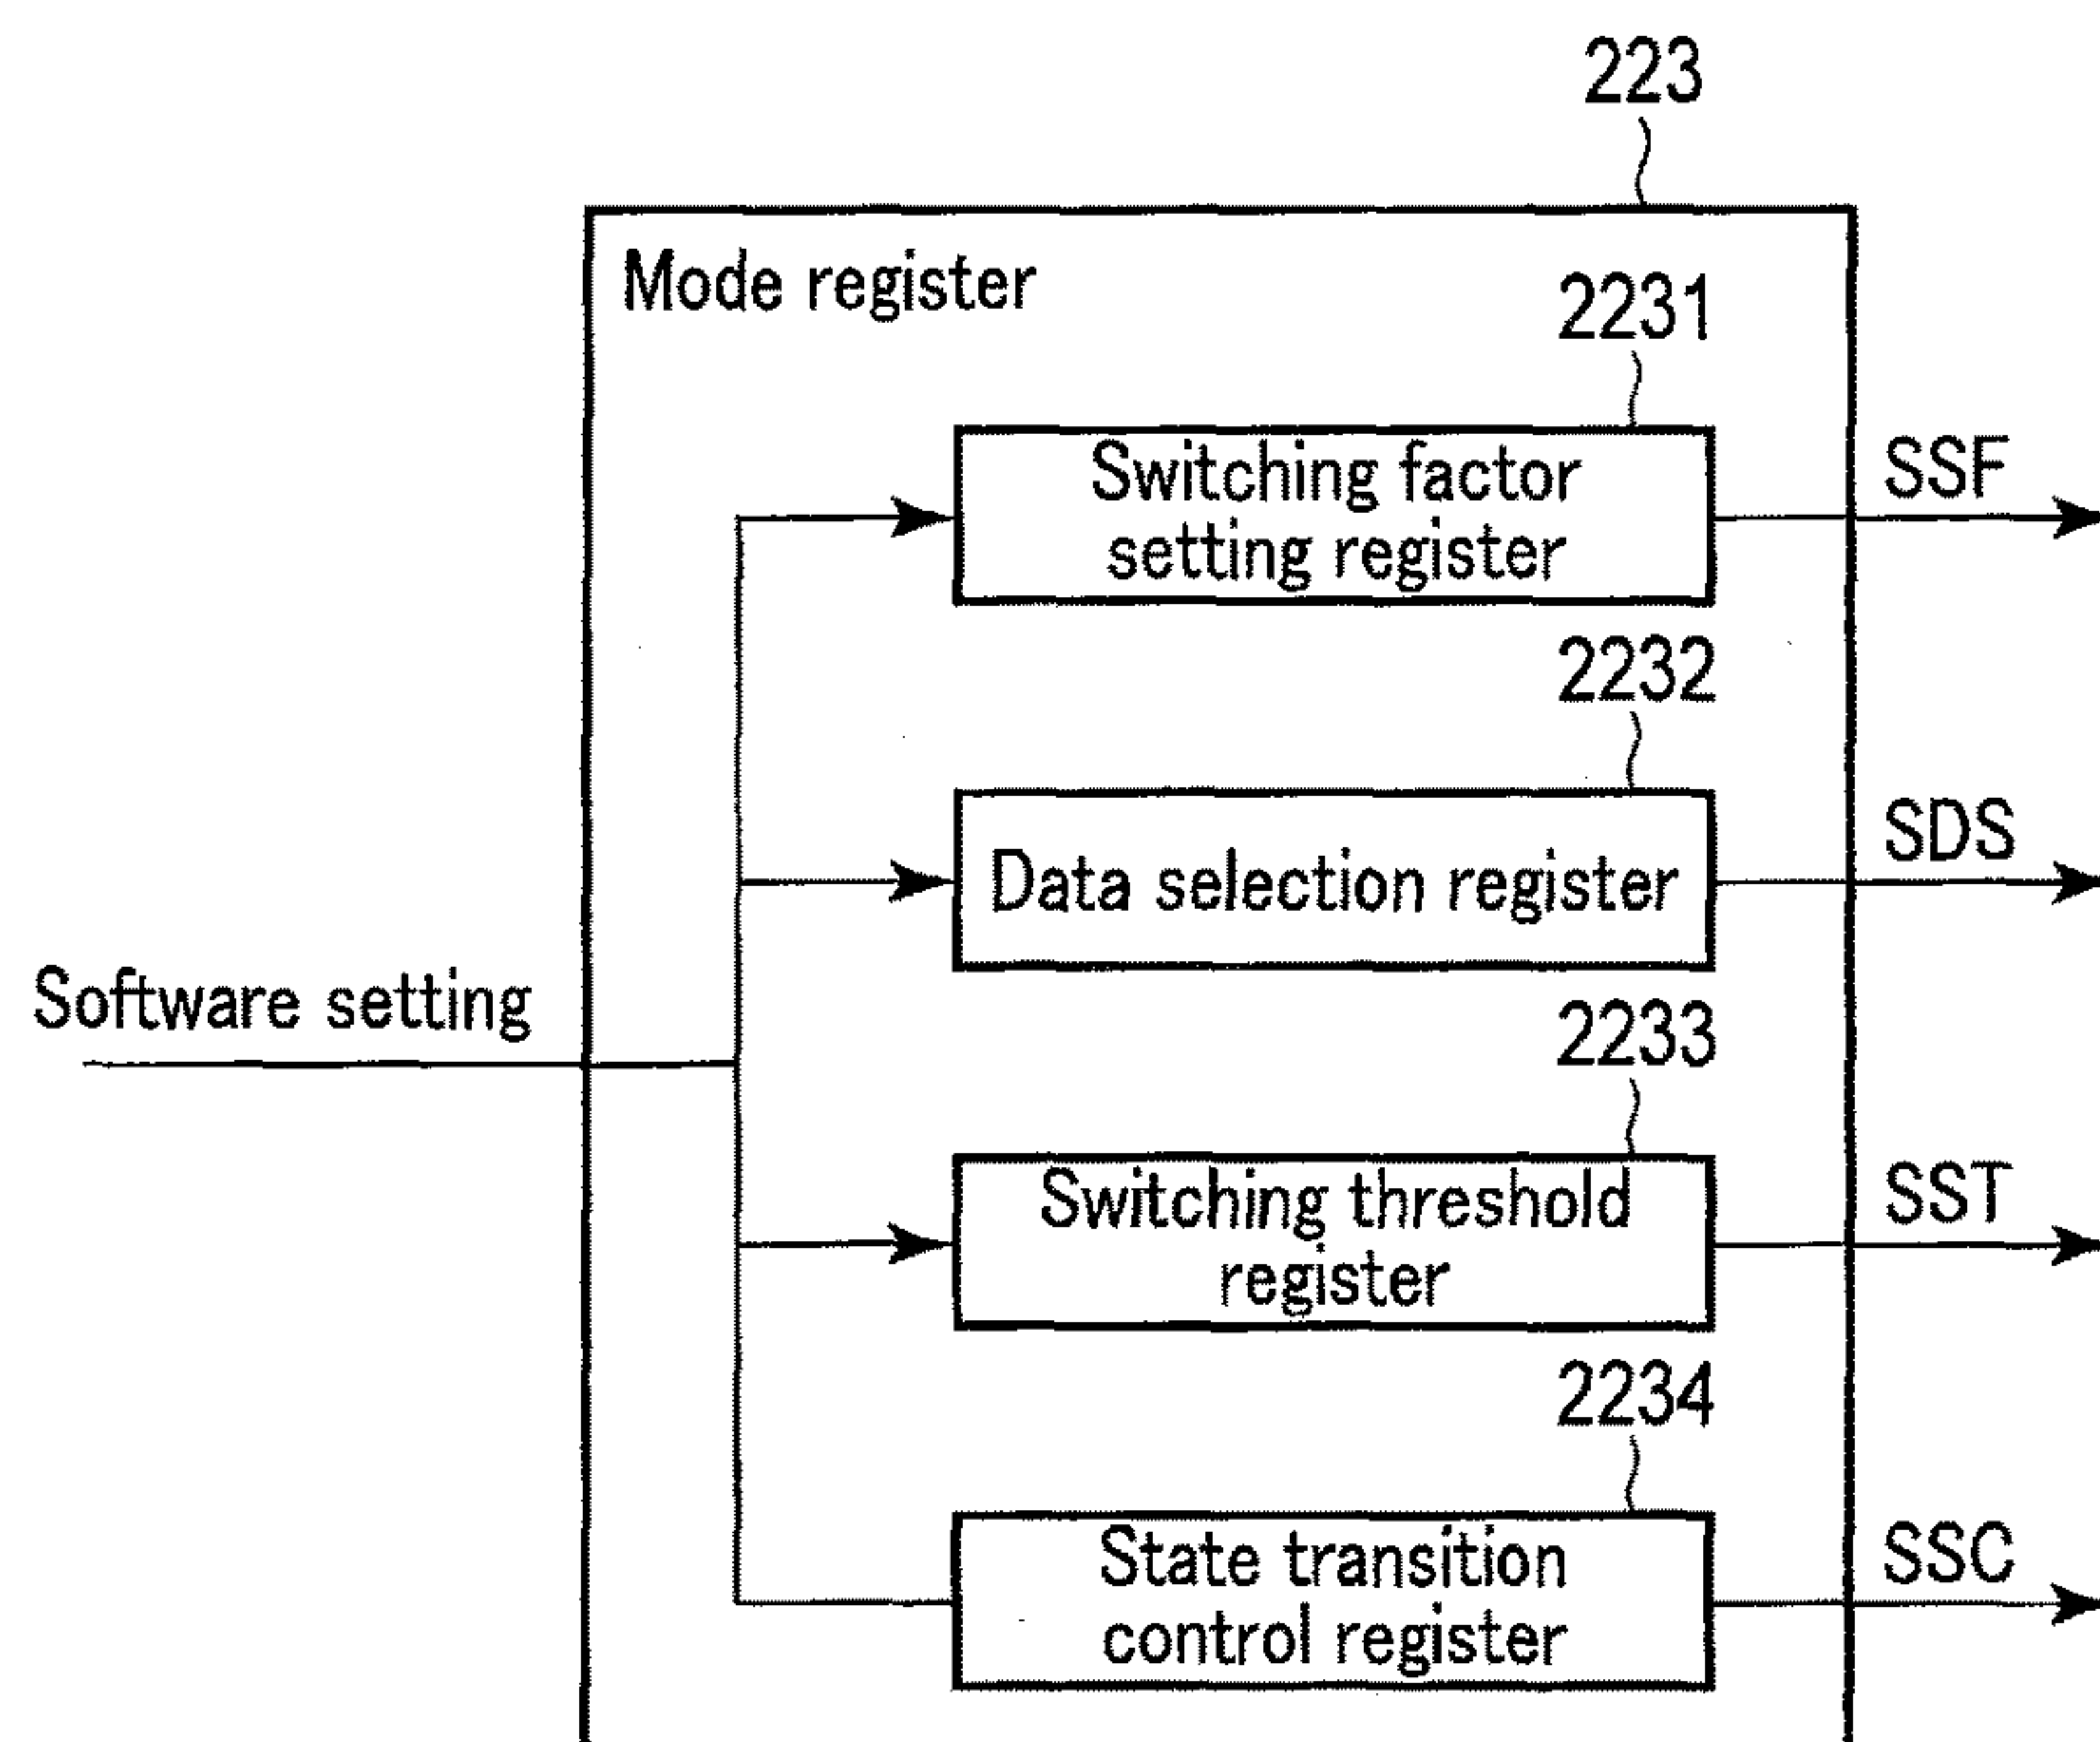 223
Mode register
2231
Switching factor
setting register
SSF
2232
Data selection register
SDS
Software setting
2233
Switching threshold
register
SST
2234
State transition
control register
SSC